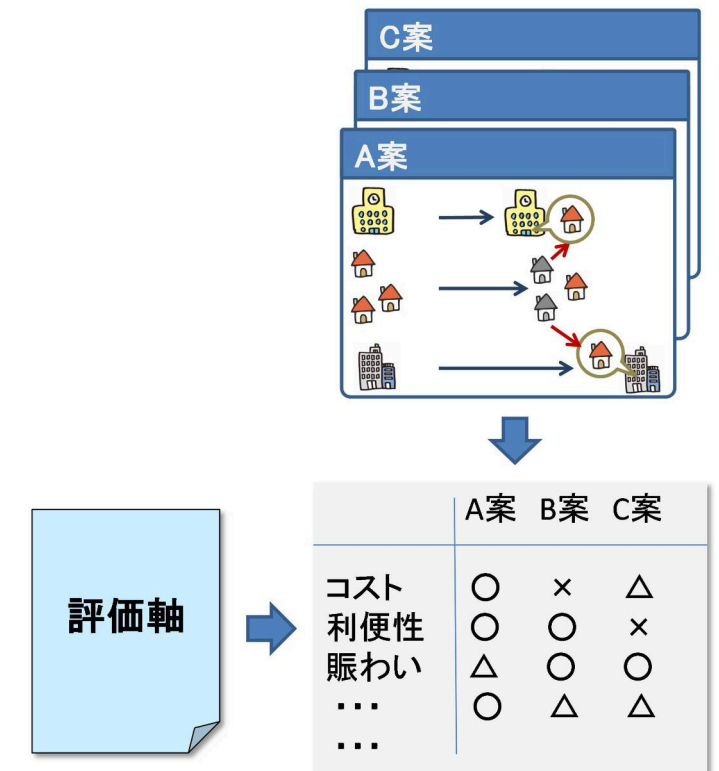 C案
B案
A案
評価軸
A案 B案 C案
コスト ○ × △
利便性 ○ ○ ×
賑わい △ ○ ○
・・・ ○ △ △
・・・